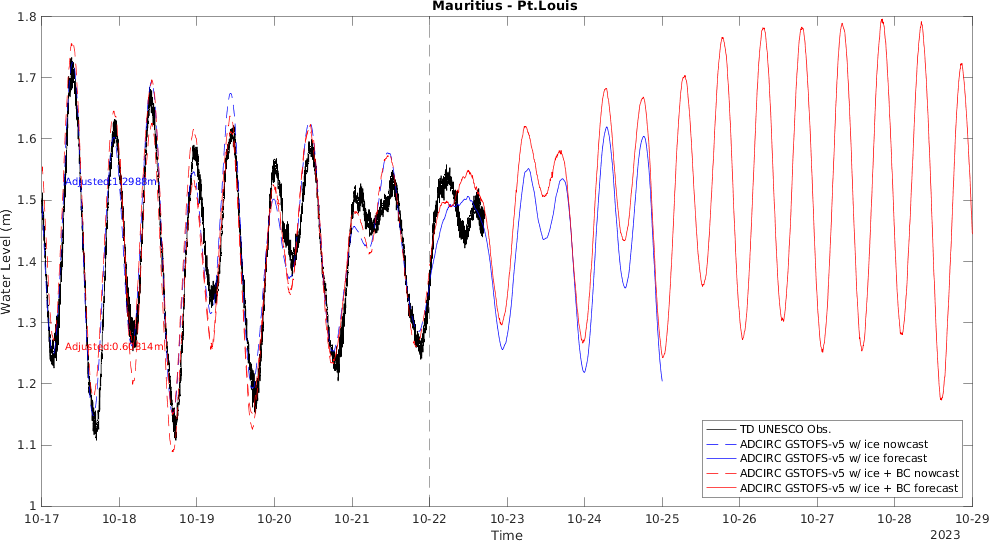 Mauritius - Pt.Louis
Water Level (m)
1.8
1.7
1.6
1.5
1.4
1.3
1.2
1.1
1
Adjusted:1.2988m
TD UNESCO Obs.
ADCIRC GSTOFS-v5 w/ ice nowcast
ADCIRC GSTOFS-v5 w/ ice forecast
ADCIRC GSTOFS-v5 w/ ice + BC nowcast
ADCIRC GSTOFS-v5 w/ ice + BC forecast
10-17 10-18 10-19 10-20 10-21 10-22 10-23 10-24 10-25 10-26 10-27 10-28 10-29
Time
2023